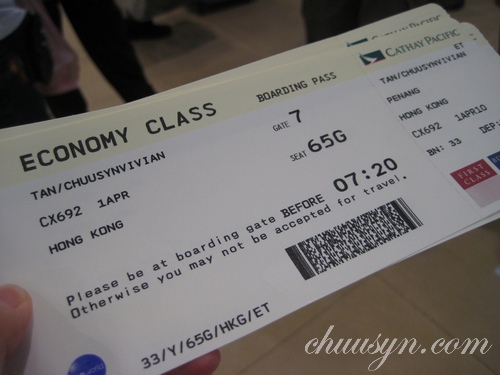 ECONOMY CLASS
BOARDING PASS
TAN/CHUUSYNVIVIAN
GATE 7
CX692 1APR
SEAT 65G
HONG KONG
Please be at boarding gate BEFORE 07:20
Otherwise you may not be accepted for travel.
33/Y/65G/HKG/ET
CATHAY PACIFIC
ET
TAN/CHUUSYNVIVIAN
PENANG
HONG KONG
CX692 1APR10
BN: 33 DEP:
FIRST CLASS
chuusyn.com